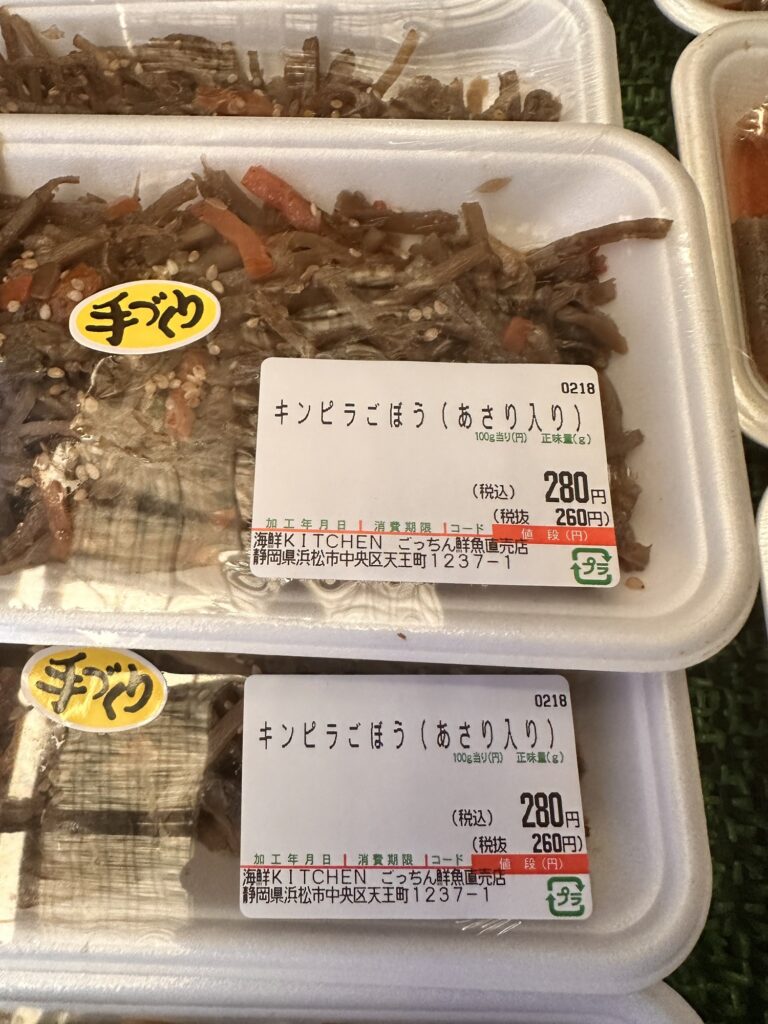 手づくり
0218
キンピラごぼう(あさり入り)
100g当り(円) 正味量(g)
(税込) 280円
(税抜 260円)
加工年月日 消費期限 コード 値段(円)
海鮮KITCHEN ごっちん鮮魚直売店
静岡県浜松市中央区天王町1237-1
プラ
手づくり
0218
キンピラごぼう(あさり入り)
100g当り(円) 正味量(g)
(税込) 280円
(税抜 260円)
加工年月日 消費期限 コード 値段(円)
海鮮KITCHEN ごっちん鮮魚直売店
静岡県浜松市中央区天王町1237-1
プラ